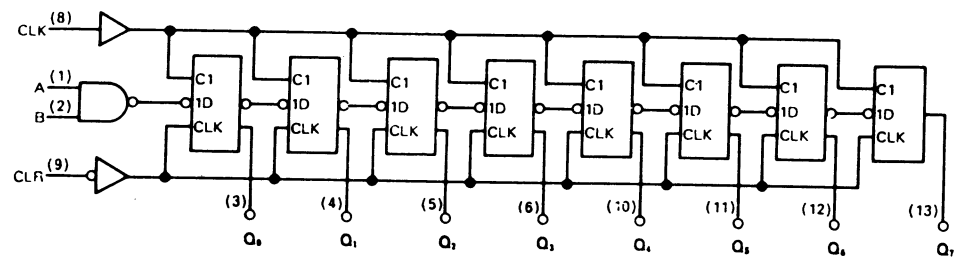 CLK (8)
C1 C1 C1 C1 C1 C1 C1 C1
A (1)
1D 1D 1D 1D 1D 1D 1D 1D
B (2)
CLK CLK CLK CLK CLK CLK CLK CLK
CLR (9)
(3) (4) (5) (6) (10) (11) (12) (13)
Q₀ Q₁ Q₂ Q₃ Q₄ Q₅ Q₆ Q₇